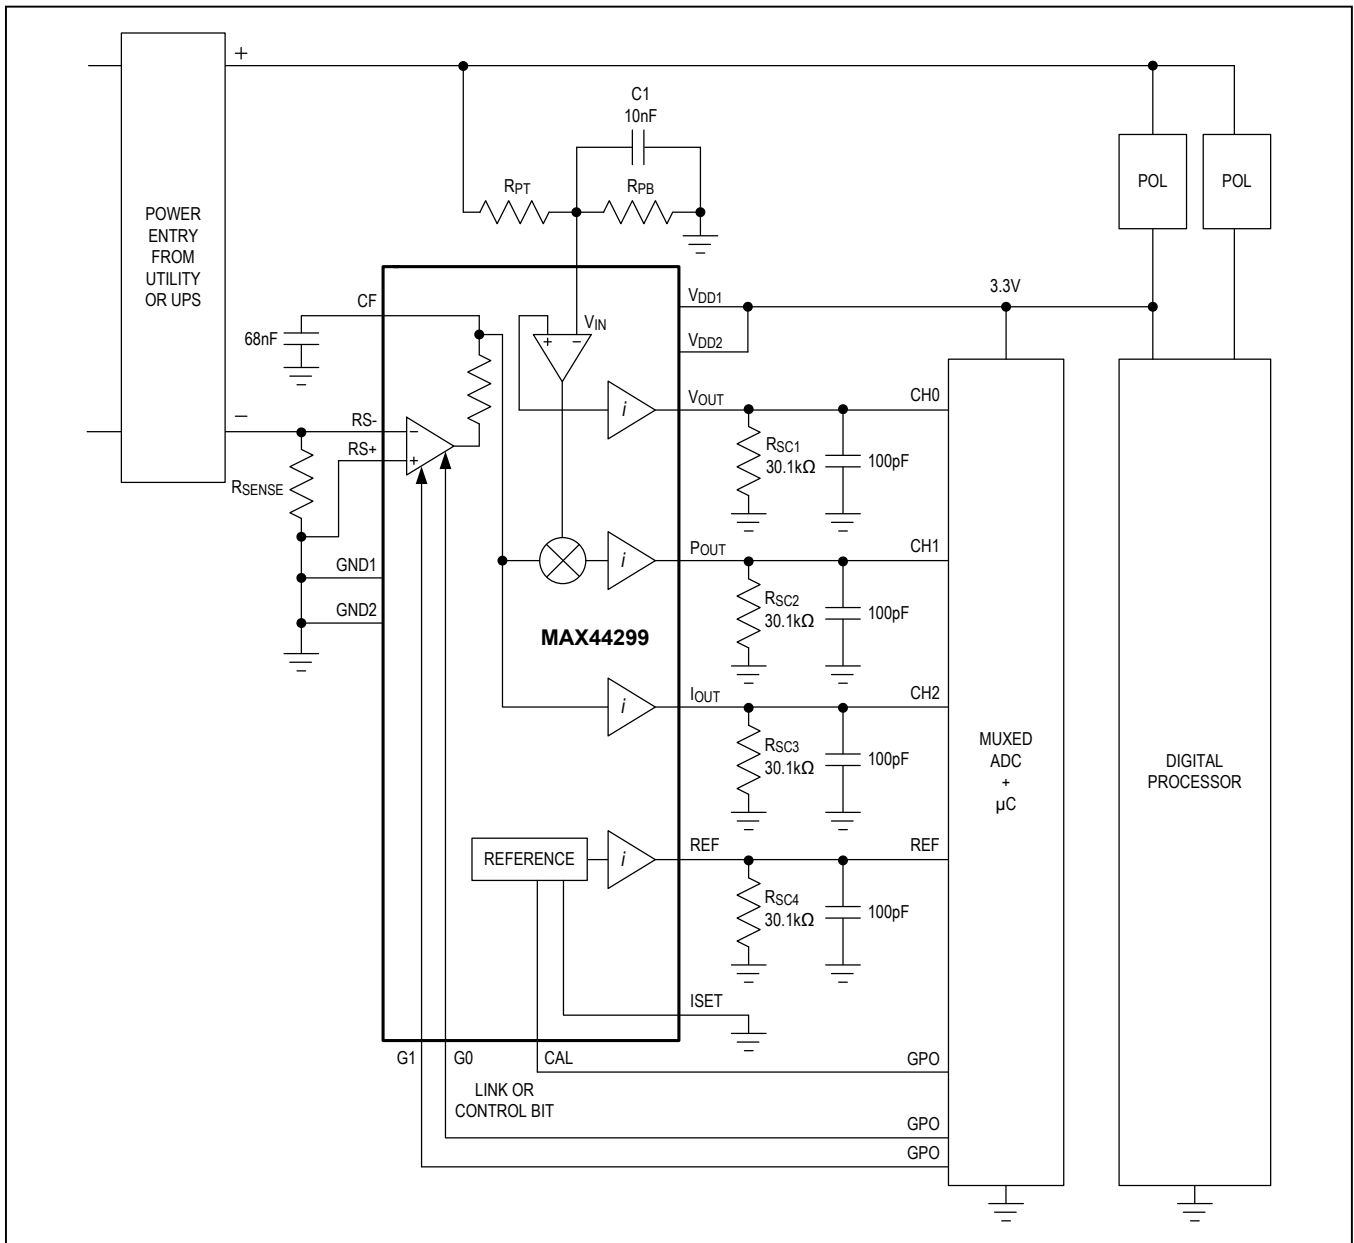 +
C1
10nF
RPT
RPB
POL
POL
POWER
ENTRY
FROM
UTILITY
OR UPS
3.3V
CF
VDD1
VIN
68nF
VDD2
+
−
i
VOUT
CH0
−
RS-
−
RSC1
30.1kΩ
100pF
RS+
+
RSENSE
POUT
CH1
i
GND1
RSC2
30.1kΩ
100pF
GND2
MAX44299
IOUT
CH2
i
MUXED
ADC
+
µC
RSC3
30.1kΩ
100pF
DIGITAL
PROCESSOR
REF
REF
REFERENCE
i
RSC4
30.1kΩ
100pF
ISET
G1
G0
CAL
GPO
LINK OR
CONTROL BIT
GPO
GPO